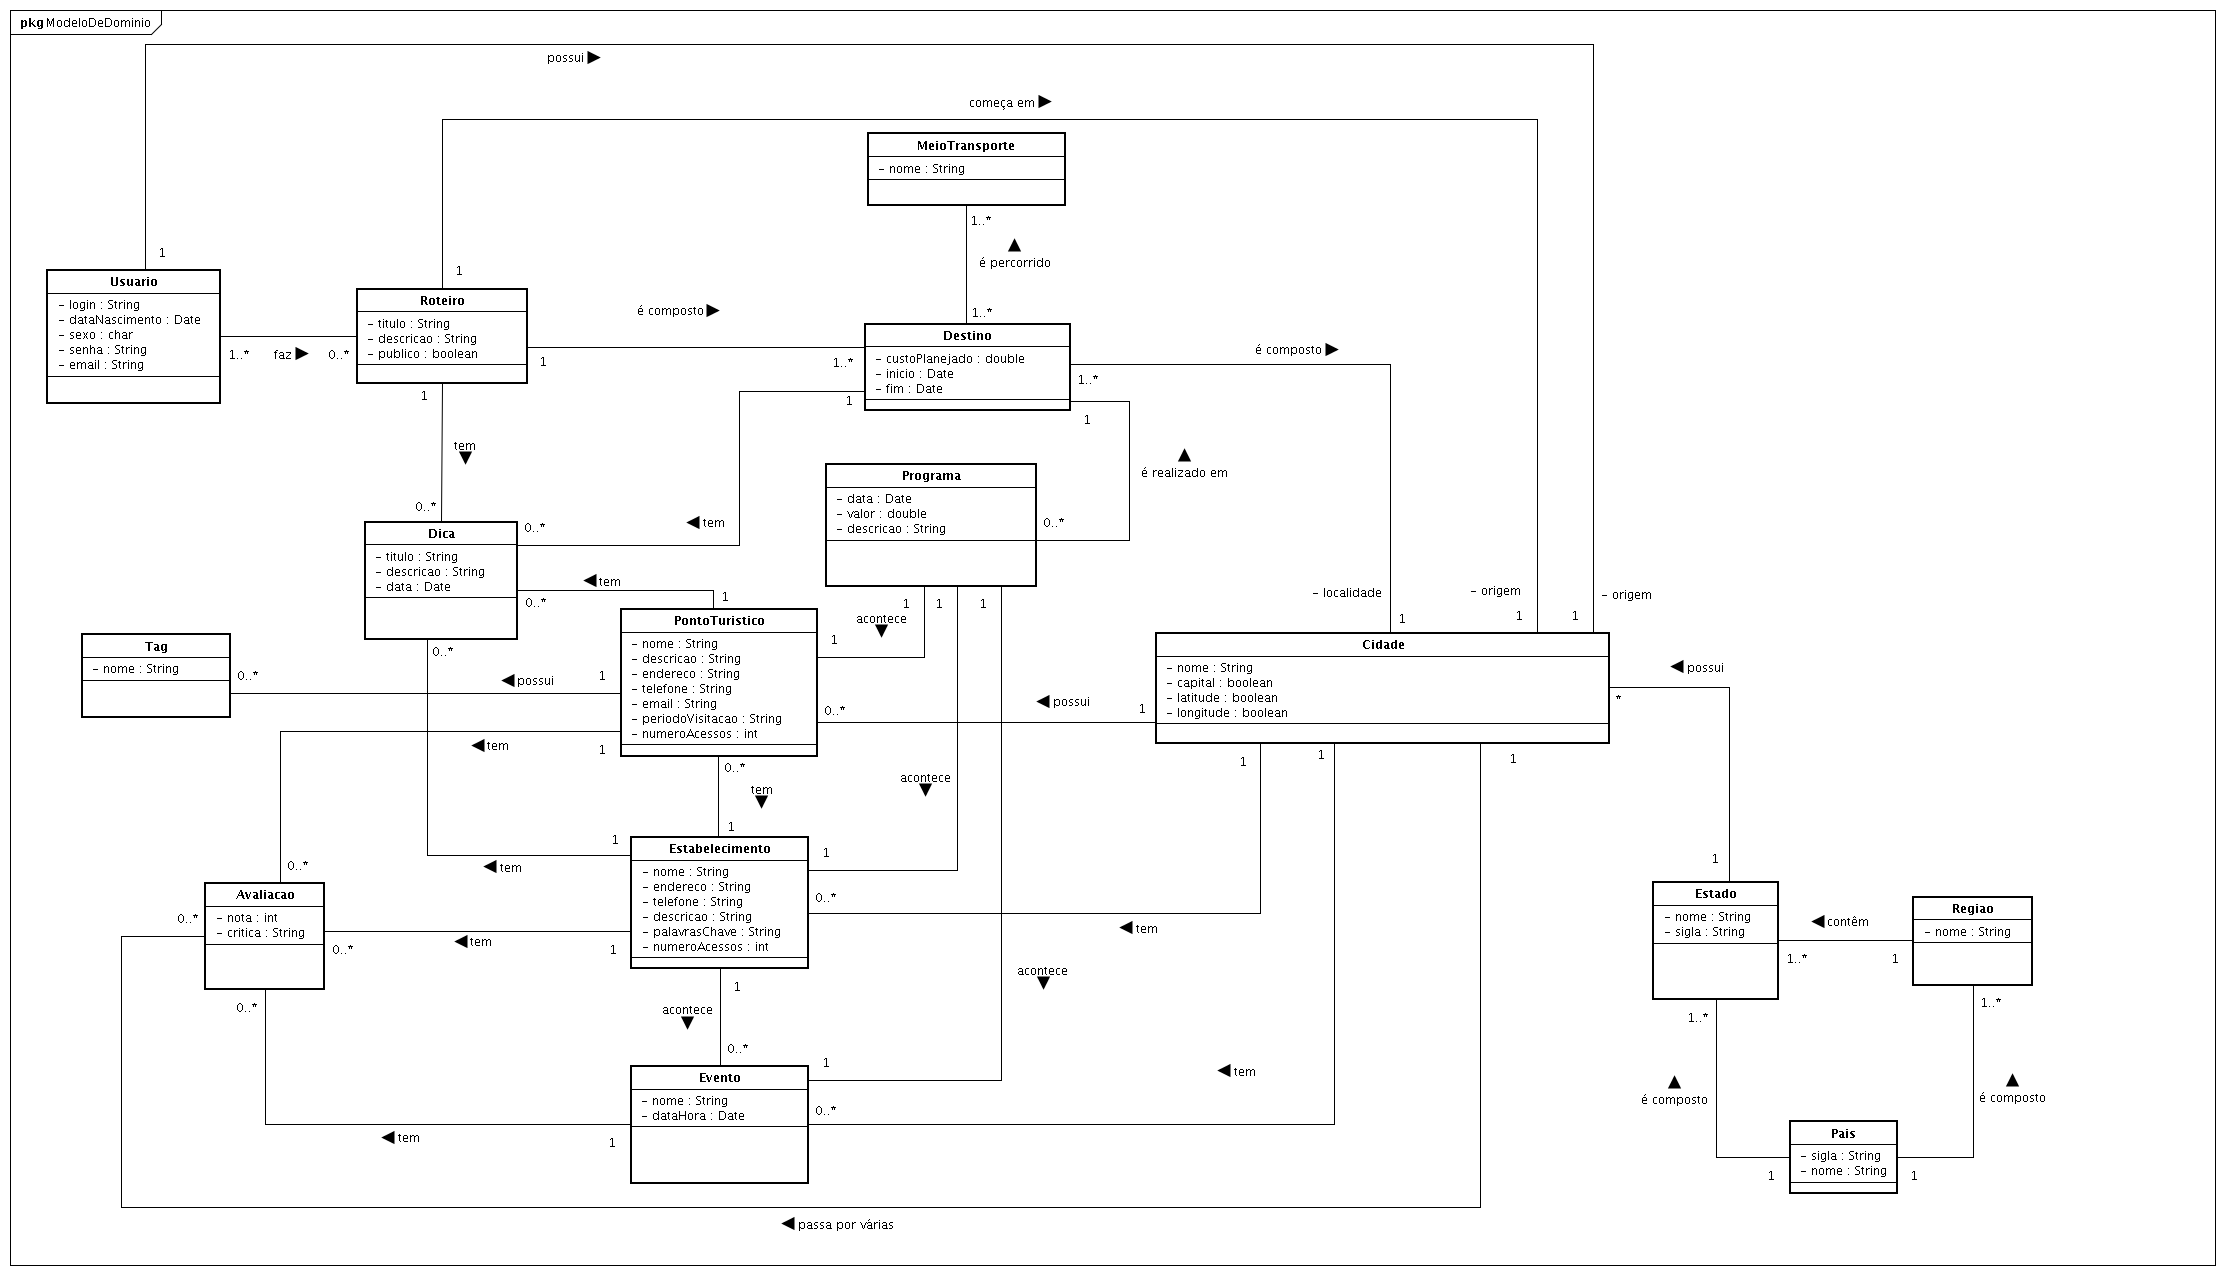 pkg ModeloDeDominio
possui
começa em
MeioTransporte
- nome : String
1..*
é percorrido
1..*
1
Usuario
- login : String
- dataNascimento : Date
- sexo : char
- senha : String
- email : String
1..*
faz
0..*
1
Roteiro
- titulo : String
- descricao : String
- publico : boolean
1
é composto
1..*
1
Destino
- custoPlanejado : double
- inicio : Date
- fim : Date
é composto
1..*
1
1
tem
0..*
é realizado em
Programa
- data : Date
- valor : double
- descricao : String
0..*
tem
0..*
Dica
- titulo : String
- descricao : String
- data : Date
tem
0..*
1
1
1
1
acontece
1
- localidade
- origem
- origem
1
1
1
0..*
Tag
- nome : String
0..*
possui
1
PontoTuristico
- nome : String
- descricao : String
- endereco : String
- telefone : String
- email : String
- periodoVisitacao : String
- numeroAcessos : int
0..*
possui
1
Cidade
- nome : String
- capital : boolean
- latitude : boolean
- longitude : boolean
possui
*
tem
1
0..*
tem
1
acontece
1
1
1
1
tem
0..*
1
Estabelecimento
- nome : String
- endereco : String
- telefone : String
- descricao : String
- palavrasChave : String
- numeroAcessos : int
1
0..*
tem
0..*
Avaliacao
- nota : int
- critica : String
0..*
tem
1
1
Estado
- nome : String
- sigla : String
contêm
1..*
1
Regiao
- nome : String
0..*
1
acontece
0..*
acontece
1
Evento
- nome : String
- dataHora : Date
0..*
tem
tem
1
1..*
é composto
1..*
é composto
Pais
- sigla : String
- nome : String
1
1
passa por várias